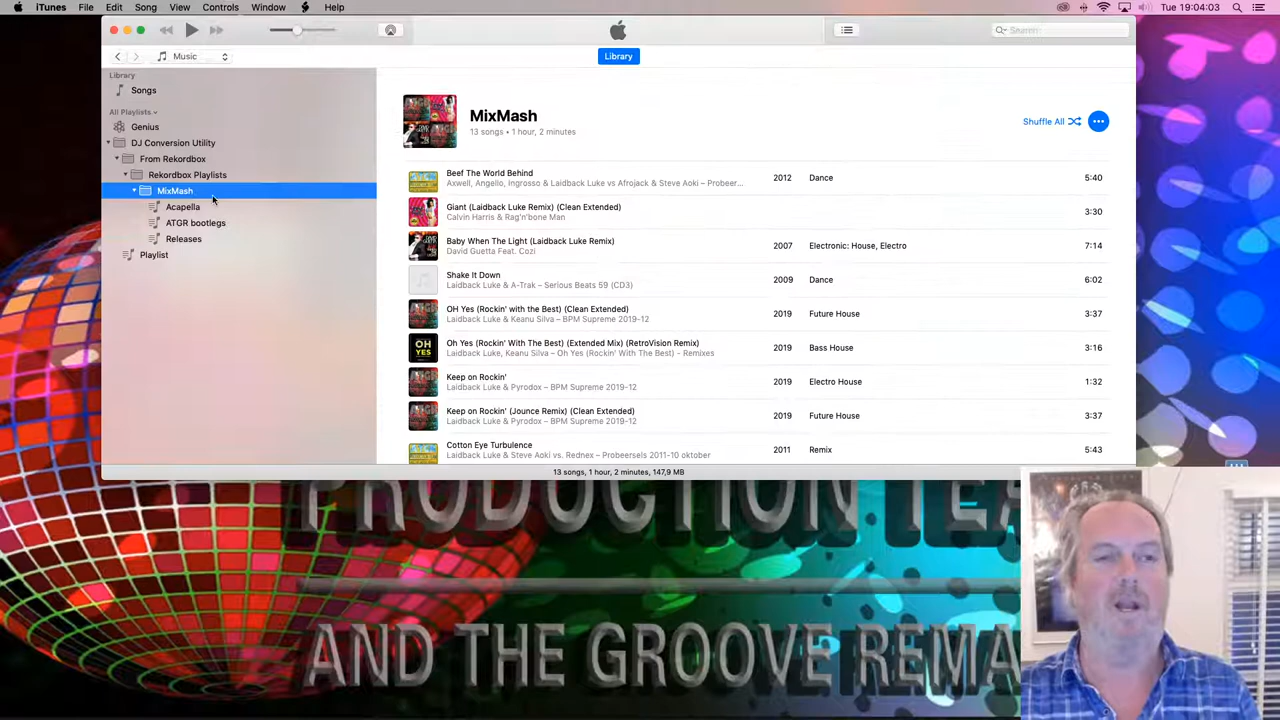 iTunes File Edit Song View Controls Window Help
Tue 19:04:03
Search
Music
Library
Library
Songs
All Playlists
Genius
DJ Conversion Utility
From Rekordbox
Rekordbox Playlists
MixMash
Acapella
ATGR bootlegs
Releases
Playlist
MixMash
13 songs • 1 hour, 2 minutes
Shuffle All
Beef The World Behind
Axwell, Angello, Ingrosso & Laidback Luke vs Afrojack & Steve Aoki – Probeer...
2012 Dance 5:40
Giant (Laidback Luke Remix) (Clean Extended)
Calvin Harris & Rag'n'bone Man
3:30
Baby When The Light (Laidback Luke Remix)
David Guetta Feat. Cozi
2007 Electronic: House, Electro 7:14
Shake It Down
Laidback Luke & A-Trak – Serious Beats 59 (CD3)
2009 Dance 6:02
OH Yes (Rockin' with the Best) (Clean Extended)
Laidback Luke & Keanu Silva – BPM Supreme 2019-12
2019 Future House 3:37
Oh Yes (Rockin' With The Best) (Extended Mix) (RetroVision Remix)
Laidback Luke, Keanu Silva – Oh Yes (Rockin' With The Best) - Remixes
2019 Bass House 3:16
OH YES
Keep on Rockin'
Laidback Luke & Pyrodox – BPM Supreme 2019-12
2019 Electro House 1:32
Keep on Rockin' (Jounce Remix) (Clean Extended)
Laidback Luke & Pyrodox – BPM Supreme 2019-12
2019 Future House 3:37
Cotton Eye Turbulence
Laidback Luke & Steve Aoki vs. Rednex – Probeersels 2011-10 oktober
2011 Remix 5:43
13 songs, 1 hour, 2 minutes, 147,9 MB
PRODUCTION TEA
AND THE GROOVE REMA